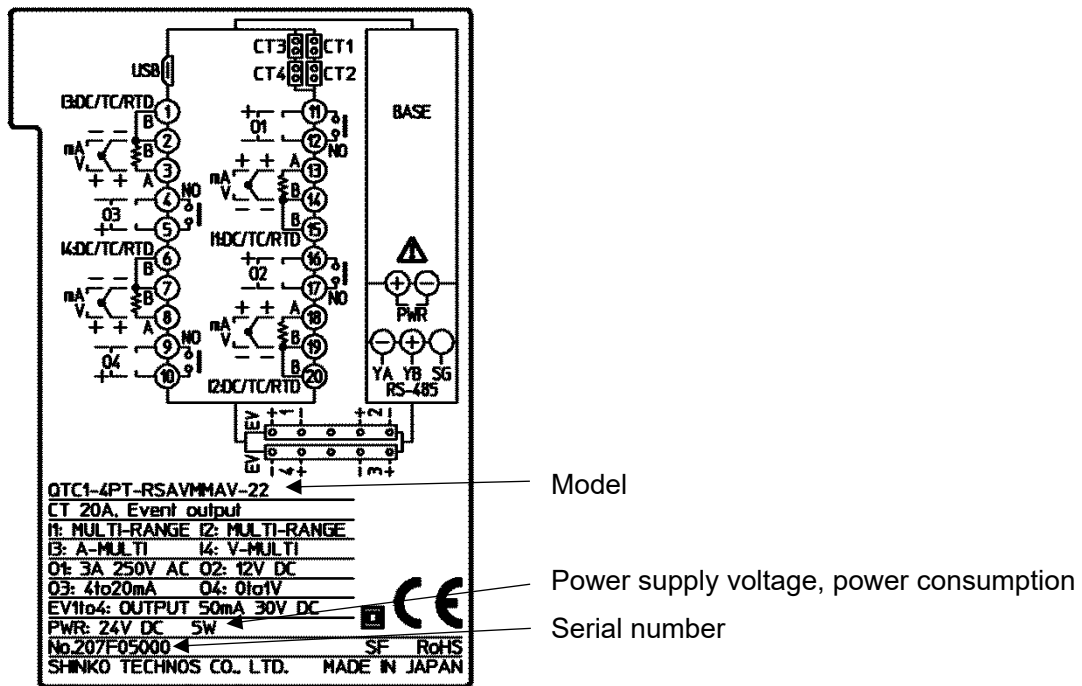 CT3 CT1
CT4 CT2
USB
I3:DC/TC/RTD
1
B
2
mA
V
B
3
A
NO
4
O3
5
I4:DC/TC/RTD
6
B
7
mA
V
B
8
A
NO
9
O4
10
11
O1
12
NO
A
13
mA
V
B
14
B
15
I1:DC/TC/RTD
16
O2
17
NO
A
18
mA
V
B
19
B
20
I2:DC/TC/RTD
BASE
+ -
PWR
- +
YA YB SG
RS-485
EV + 1 - + 2 -
EV - 4 + - 3 +
QTC1-4PT-RSAVMMAV-22
CT 20A, Event output
I1: MULTI-RANGE I2: MULTI-RANGE
I3: A-MULTI I4: V-MULTI
O1: 3A 250V AC O2: 12V DC
O3: 4to20mA O4: 0to1V
EV1to4: OUTPUT 50mA 30V DC
PWR: 24V DC 5W
No.207F05000 SF RoHS
SHINKO TECHNOS CO., LTD. MADE IN JAPAN
CE
Model
Power supply voltage, power consumption
Serial number